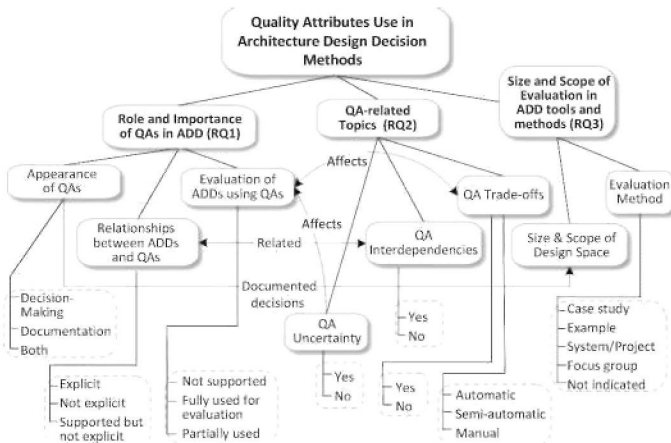 Quality Attributes Use in
Architecture Design Decision
Methods
Role and Importance
of QAs in ADD (RQ1)
QA-related
Topics (RQ2)
Size and Scope of
Evaluation in
ADD tools and
methods (RQ3)
Appearance
of QAs
Evaluation of
ADDs using QAs
Affects
QA Trade-offs
Evaluation
Method
Relationships
between ADDs
and QAs
Affects
Related
QA
Interdependencies
Size & Scope of
Design Space
Documented
decisions
Decision-
Making
Documentation
Both
QA
Uncertainty
Yes
No
Case study
Example
System/Project
Focus group
Not indicated
Explicit
Not explicit
Supported but
not explicit
Not supported
Fully used for
evaluation
Partially used
Yes
No
Yes
No
Automatic
Semi-automatic
Manual